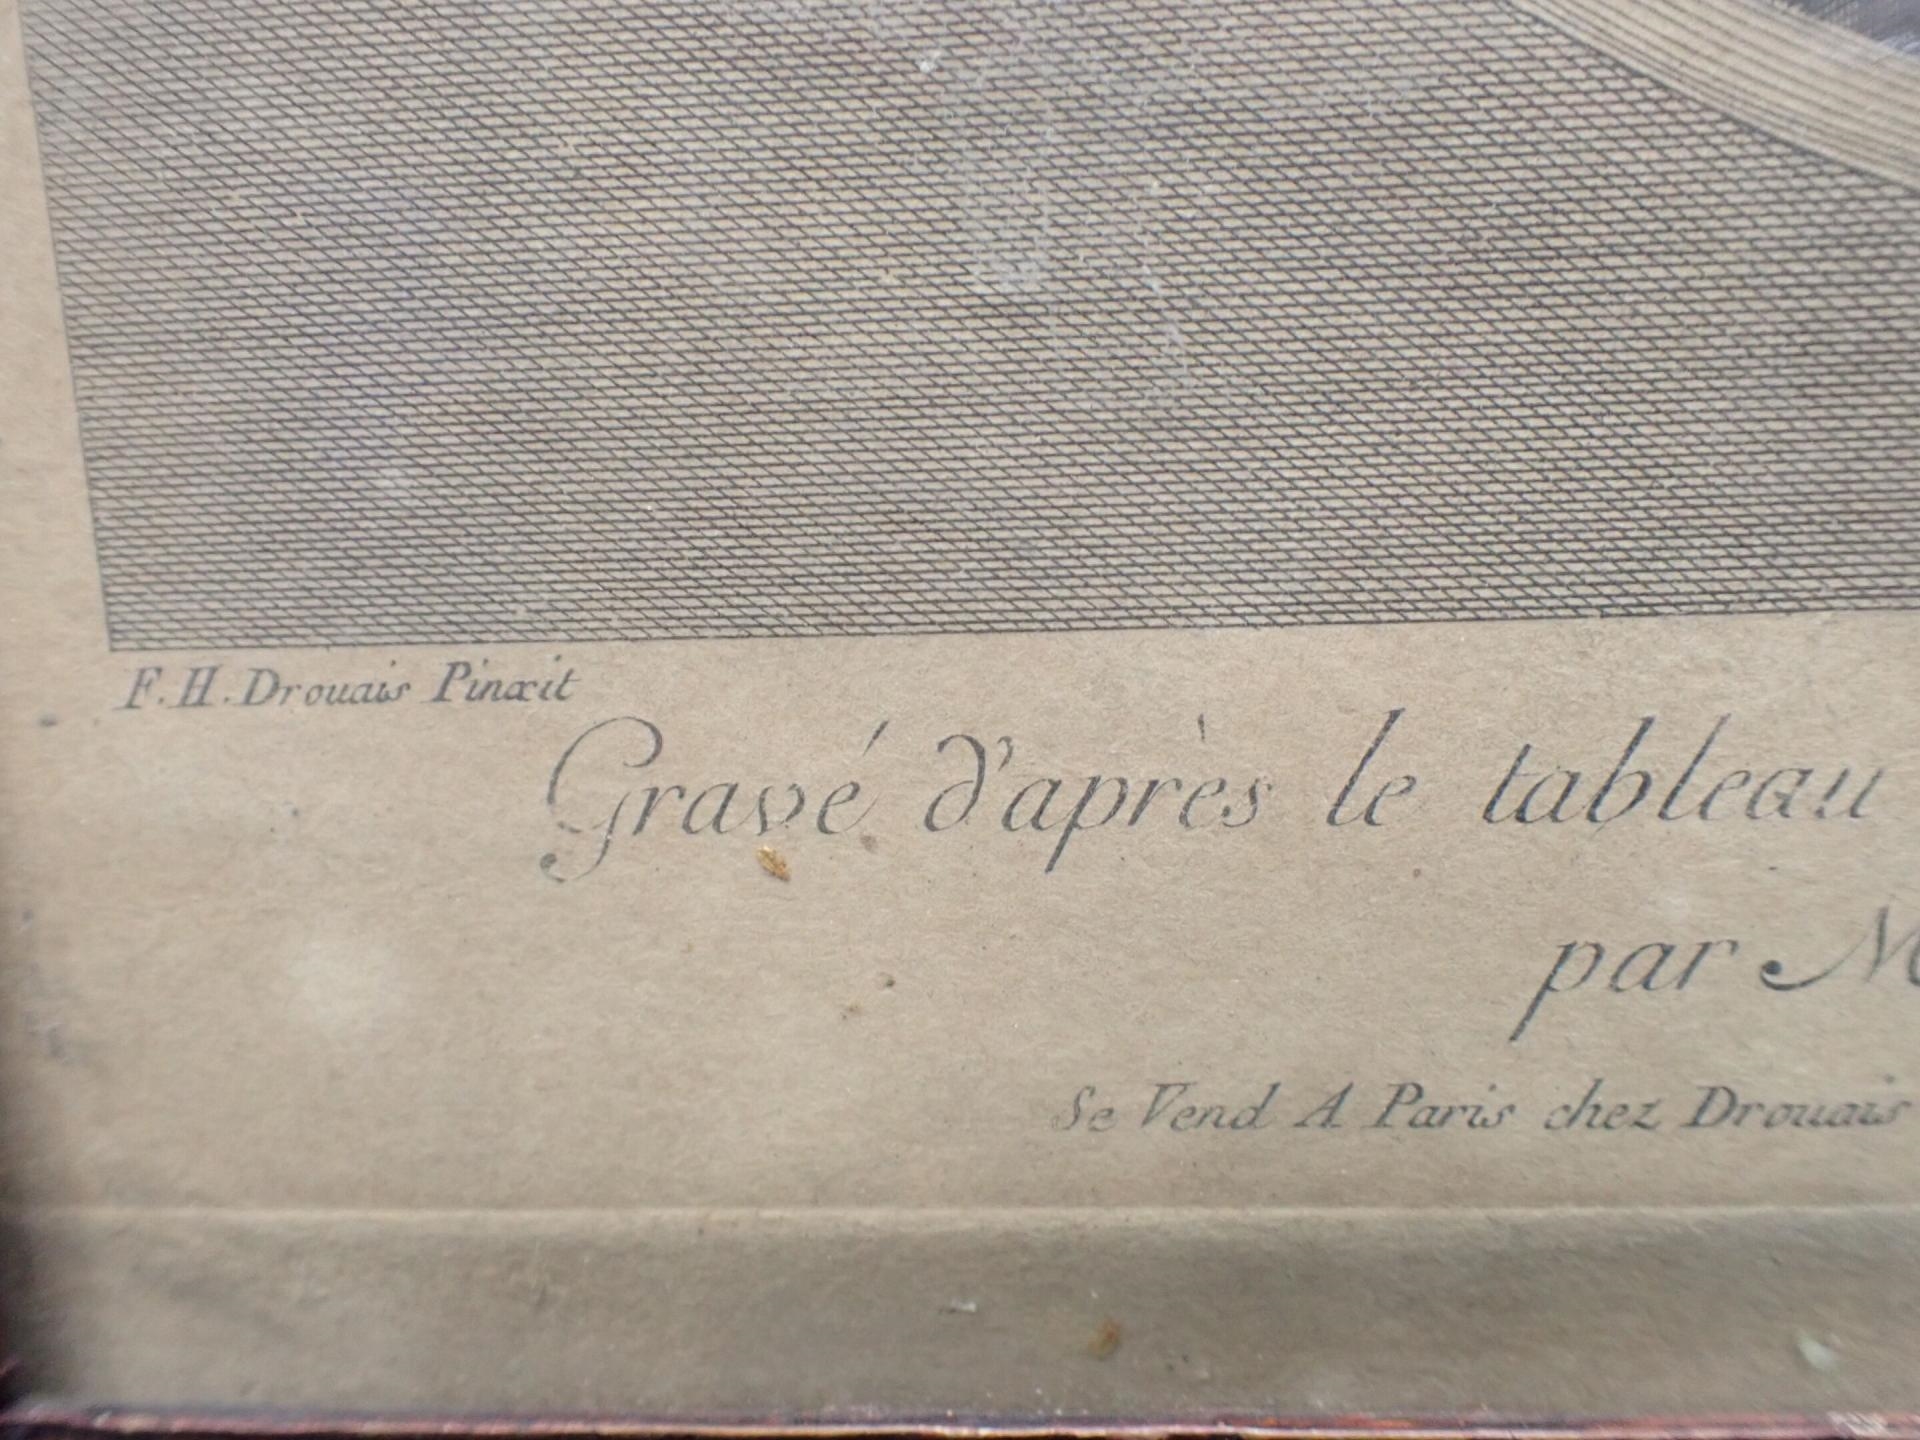 F. H. Drouais Pinxit
Gravé d'après le tableau
par M
Se Vend A Paris chez Drouais